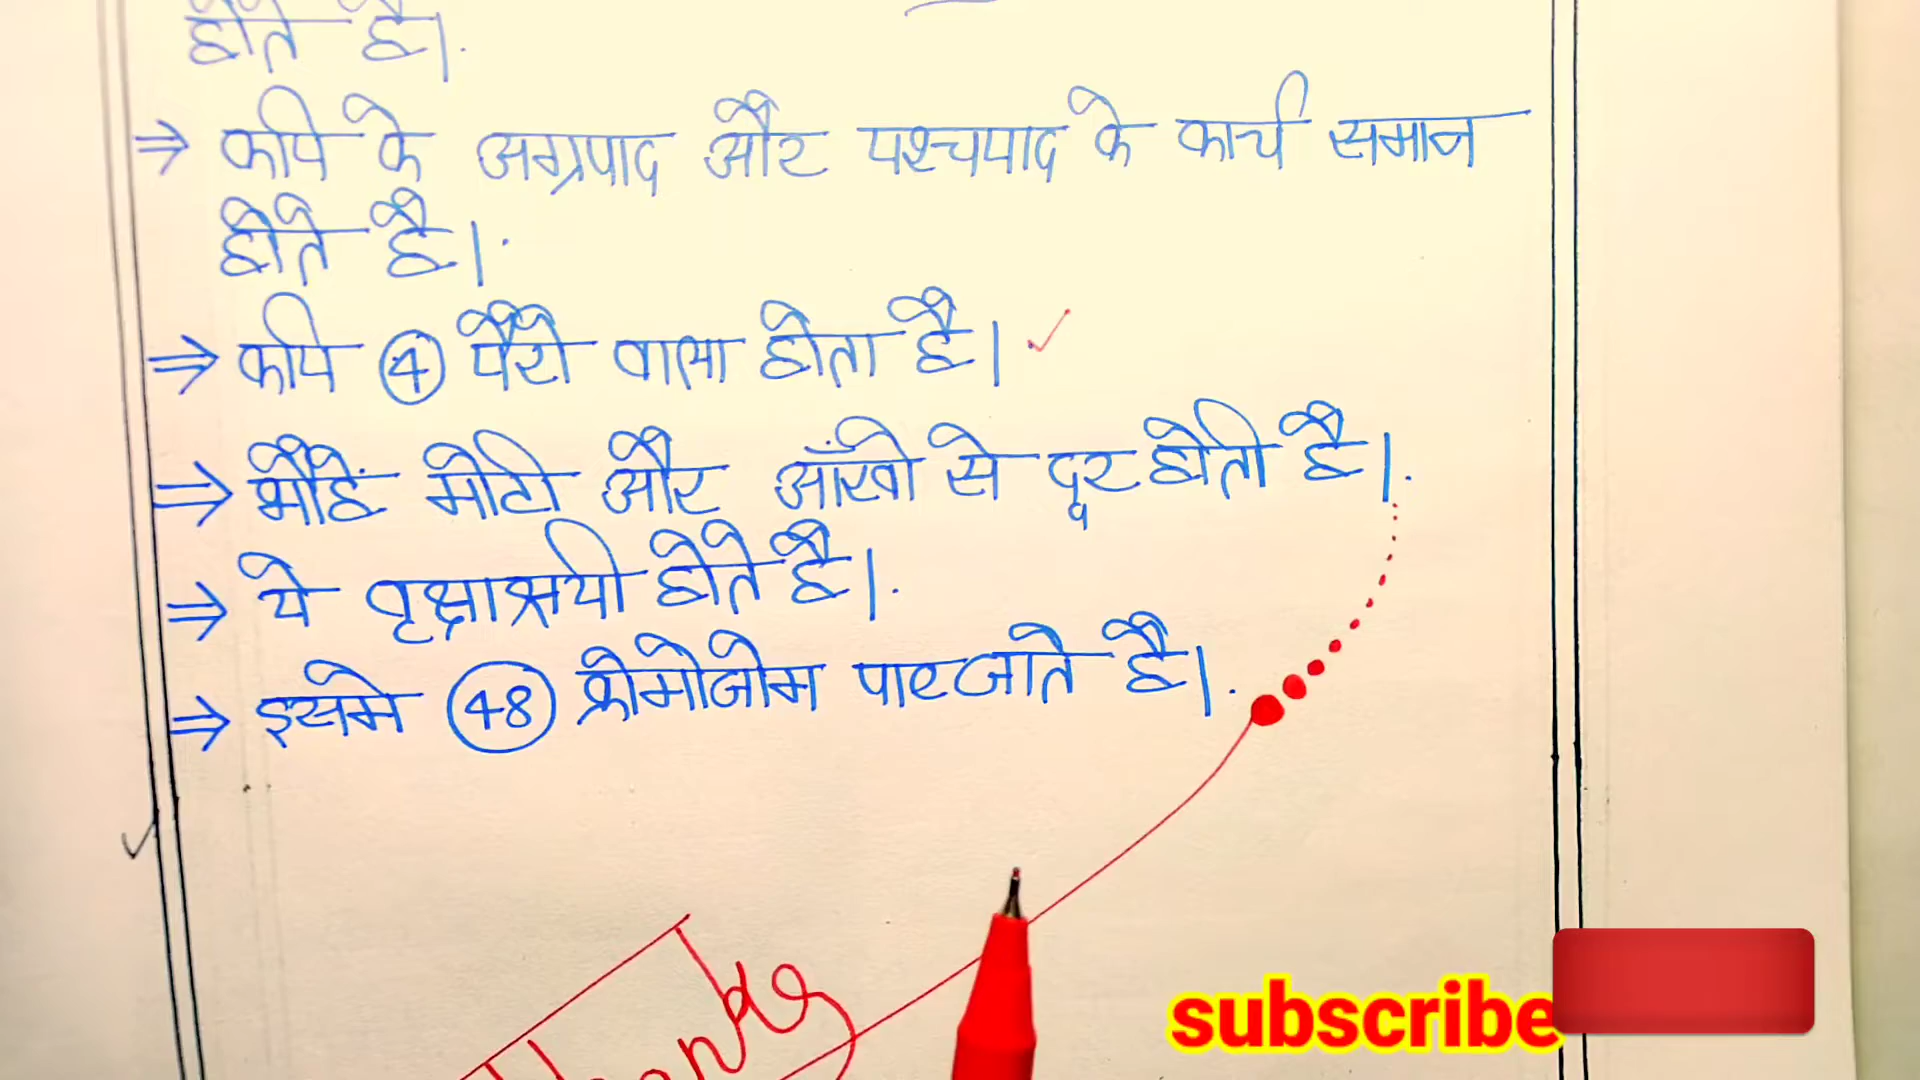 होते है।
⇒ कपि के अग्रपाद और पश्चपाद के कार्य समान
होते है।
⇒ कपि 4 पैरो वाला होता है। ✓
⇒ भौहें मोटी और आँखो से दूर होती है।
⇒ ये वृक्षाश्रयी होते है।
⇒ इसमे 48 क्रोमोजोम पाए जाते है।
subscribe